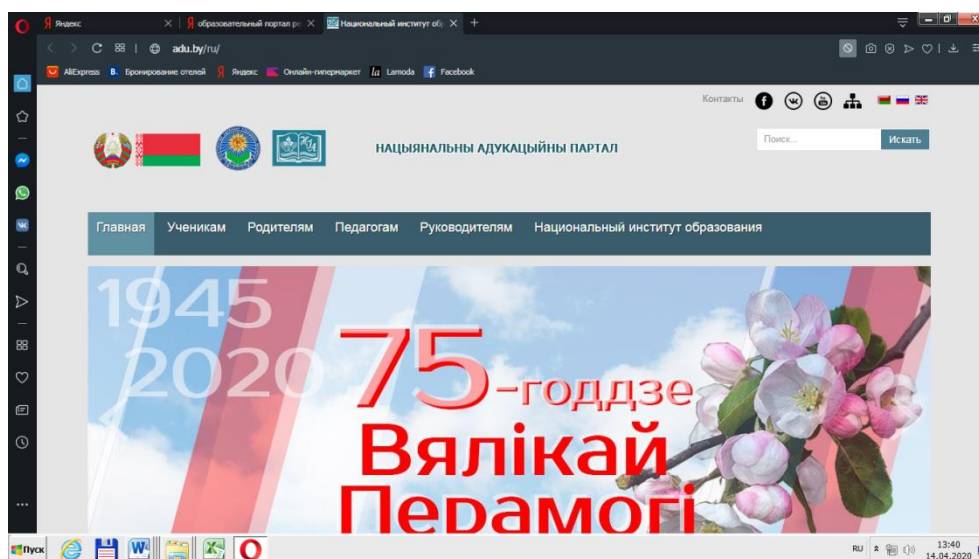 Яндекс
образовательный портал ре
Национальный институт об
adu.by/ru/
AliExpress
B. Бронирование отелей
Яндекс
Онлайн-гипермаркет
la Lamoda
Facebook
Контакты
НАЦЫЯНАЛЬНЫ АДУКАЦЫЙНЫ ПАРТАЛ
Поиск...
Искать
Главная
Ученикам
Родителям
Педагогам
Руководителям
Национальный институт образования
1945
2020
75-годдзе
Вялікай
Перамогі
Пуск
RU
13:40
14.04.2020